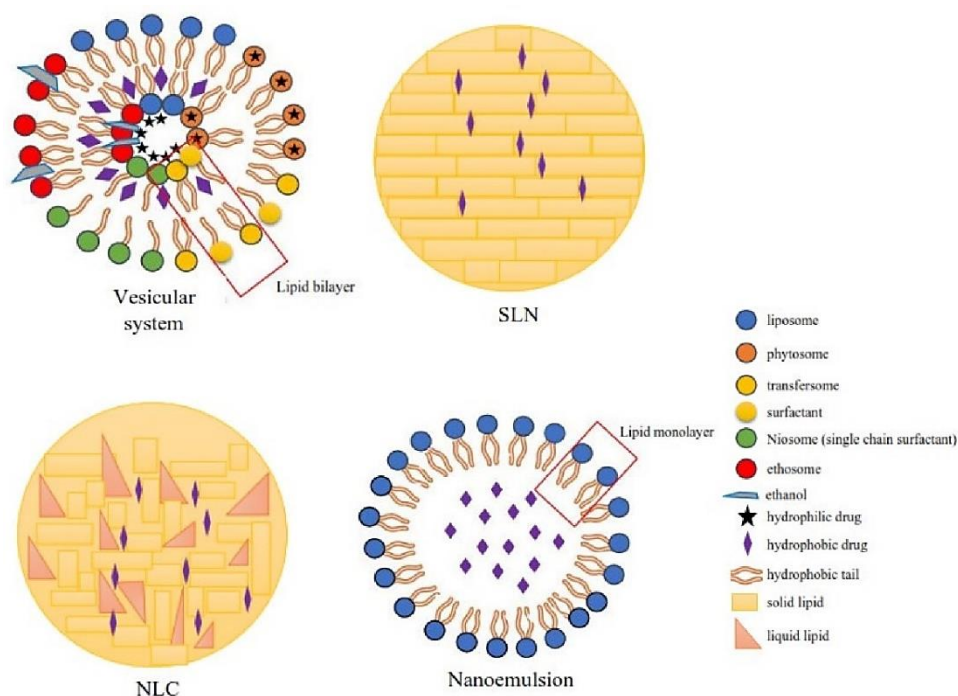 Lipid bilayer
Vesicular
system
SLN
liposome
phytosome
transfersome
surfactant
Niosome (single chain surfactant)
ethosome
ethanol
hydrophilic drug
hydrophobic drug
hydrophobic tail
solid lipid
liquid lipid
Lipid monolayer
NLC
Nanoemulsion